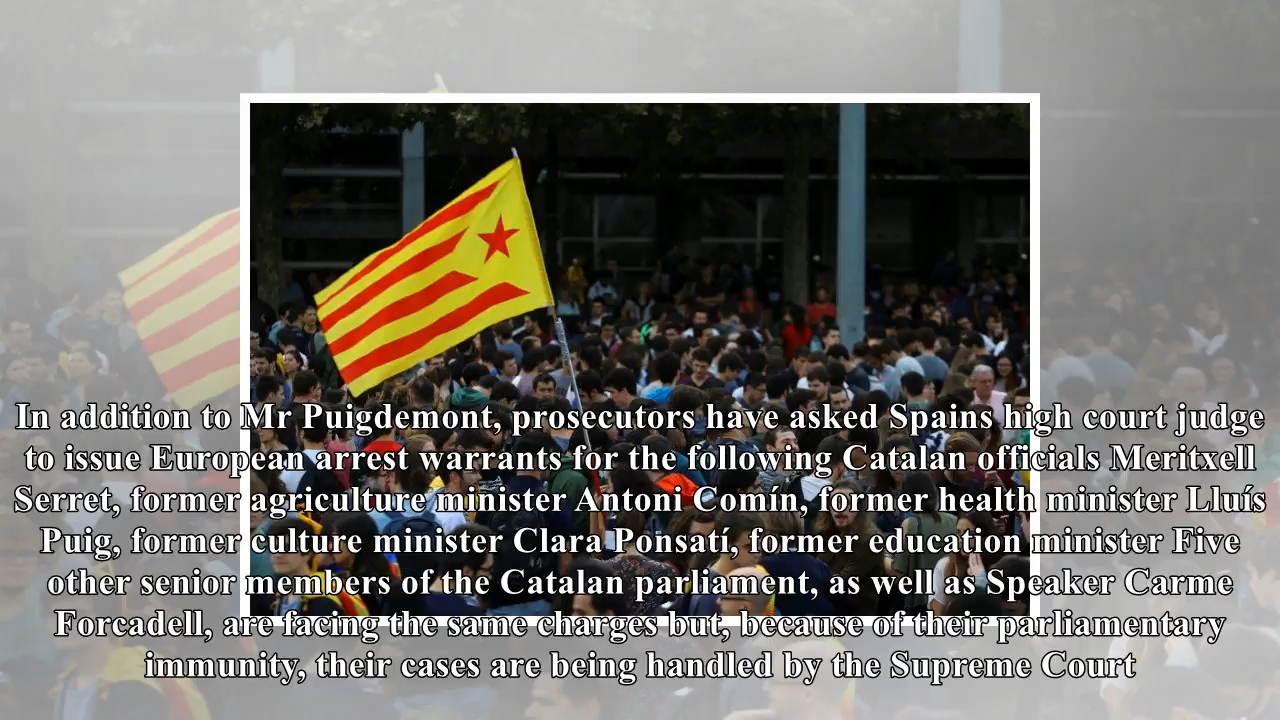 In addition to Mr Puigdemont, prosecutors have asked Spains high court judge
to issue European arrest warrants for the following Catalan officials Meritxell
Serret, former agriculture minister Antoni Comín, former health minister Lluís
Puig, former culture minister Clara Ponsatí, former education minister Five
other senior members of the Catalan parliament, as well as Speaker Carme
Forcadell, are facing the same charges but, because of their parliamentary
immunity, their cases are being handled by the Supreme Court